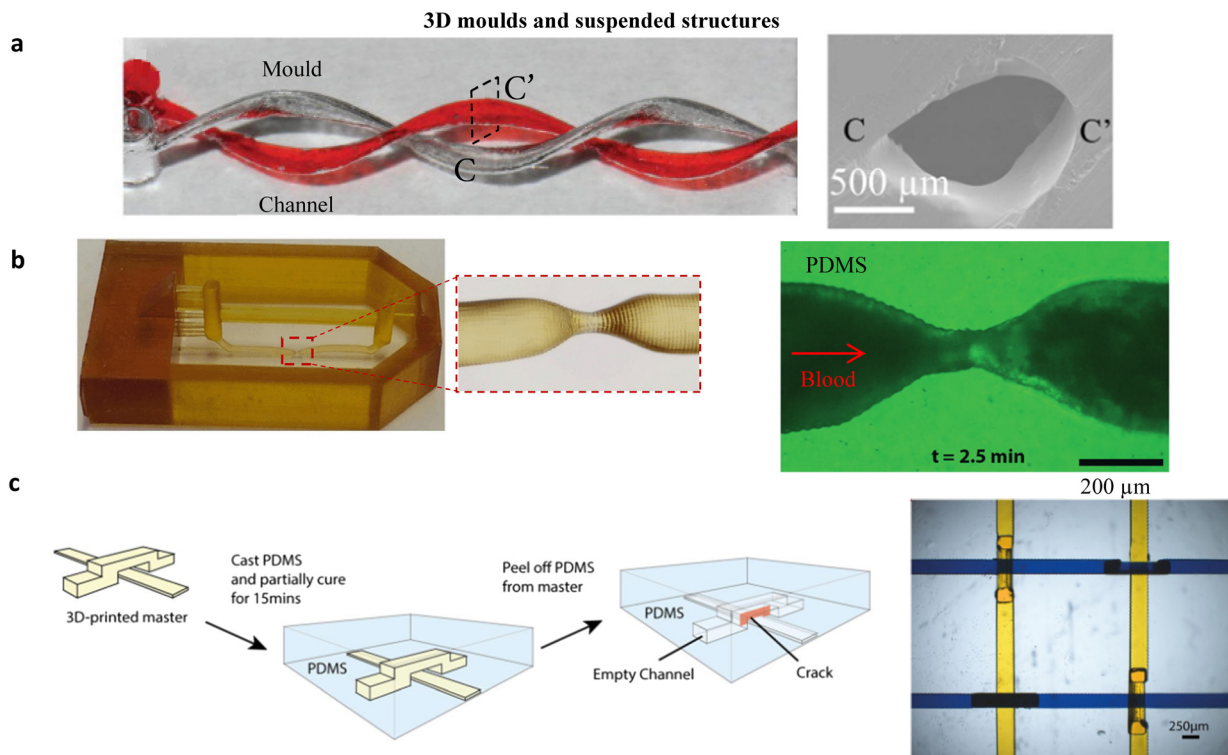 3D moulds and suspended structures
a
Mould
C'
C
Channel
C
C'
500 µm
b
PDMS
Blood
t = 2.5 min
200 µm
c
3D-printed master
Cast PDMS
and partially cure
for 15mins
PDMS
Peel off PDMS
from master
PDMS
Empty Channel
Crack
250µm